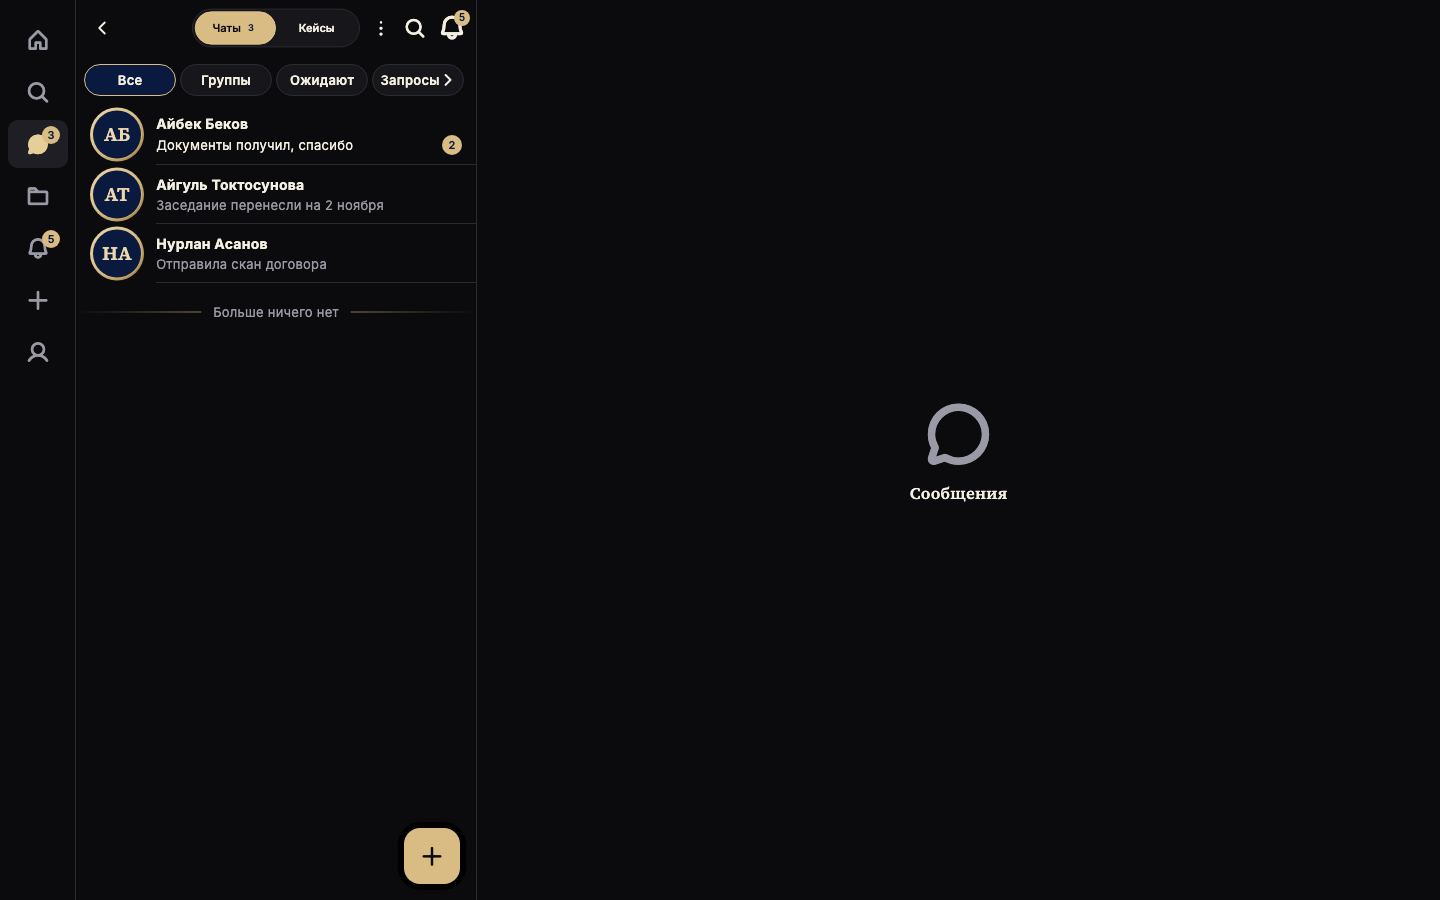 Чаты 3 Кейсы 5
Все Группы Ожидают Запросы
3
5
АБ Айбек Беков
Документы получил, спасибо 2
АТ Айгуль Токтосунова
Заседание перенесли на 2 ноября
НА Нурлан Асанов
Отправила скан договора
Больше ничего нет
Сообщения